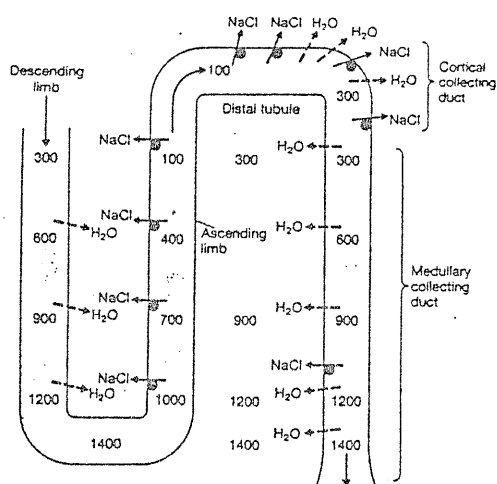 NaCl NaCl H₂O H₂O
NaCl
Descending
limb
100
Cortical
collecting
duct
H₂O
300
Distal tubule
NaCl
300 NaCl 100 300 H₂O 300
600 H₂O NaCl 400 Ascending
limb H₂O 600
Medullary
collecting
duct
900 H₂O NaCl 700 900 H₂O 900
NaCl
1200 H₂O NaCl 1000 1200 H₂O 1200
1400 1400 H₂O 1400